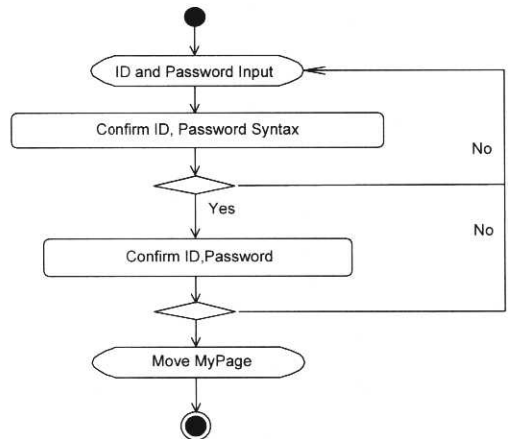 ID and Password Input
Confirm ID, Password Syntax
No
Yes
No
Confirm ID,Password
Move MyPage